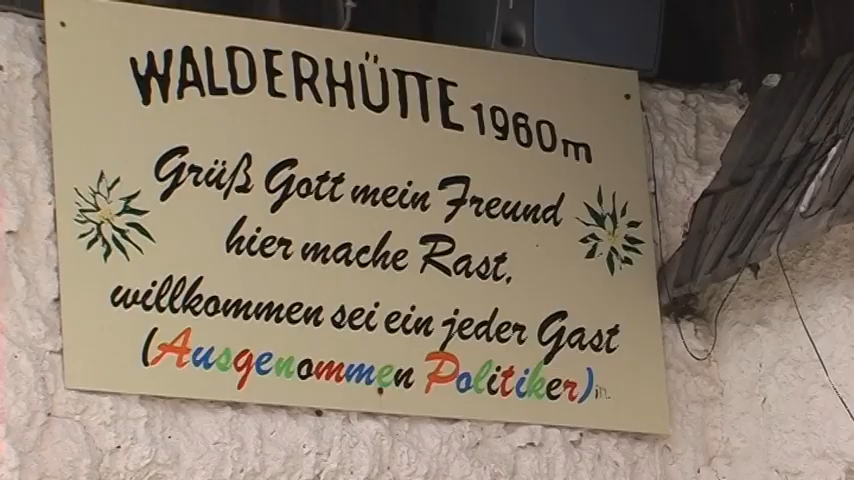 WALDERHÜTTE 1960m
Grüß Gott mein Freund
hier mache Rast,
willkommen sei ein jeder Gast
(Ausgenommen Politiker)